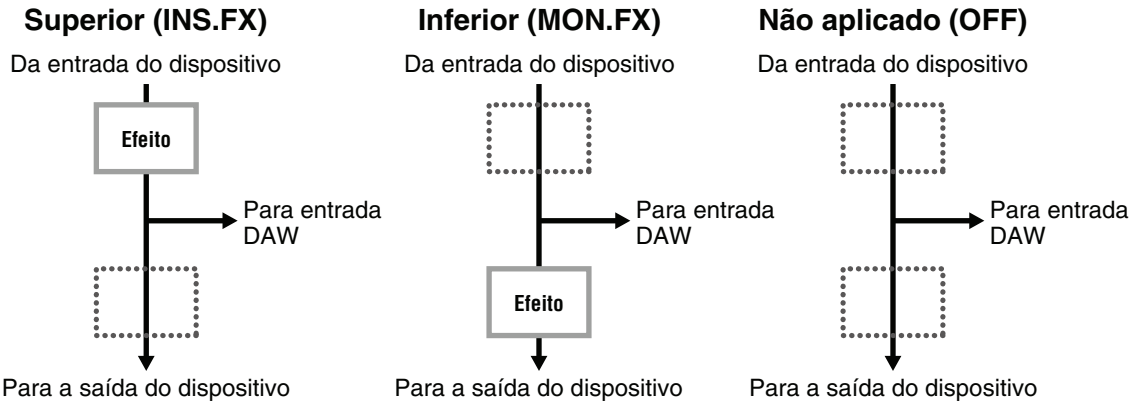 Superior (INS.FX)
Da entrada do dispositivo
Efeito
Para entrada
DAW
Para a saída do dispositivo
Inferior (MON.FX)
Da entrada do dispositivo
Para entrada
DAW
Efeito
Para a saída do dispositivo
Não aplicado (OFF)
Da entrada do dispositivo
Para entrada
DAW
Para a saída do dispositivo